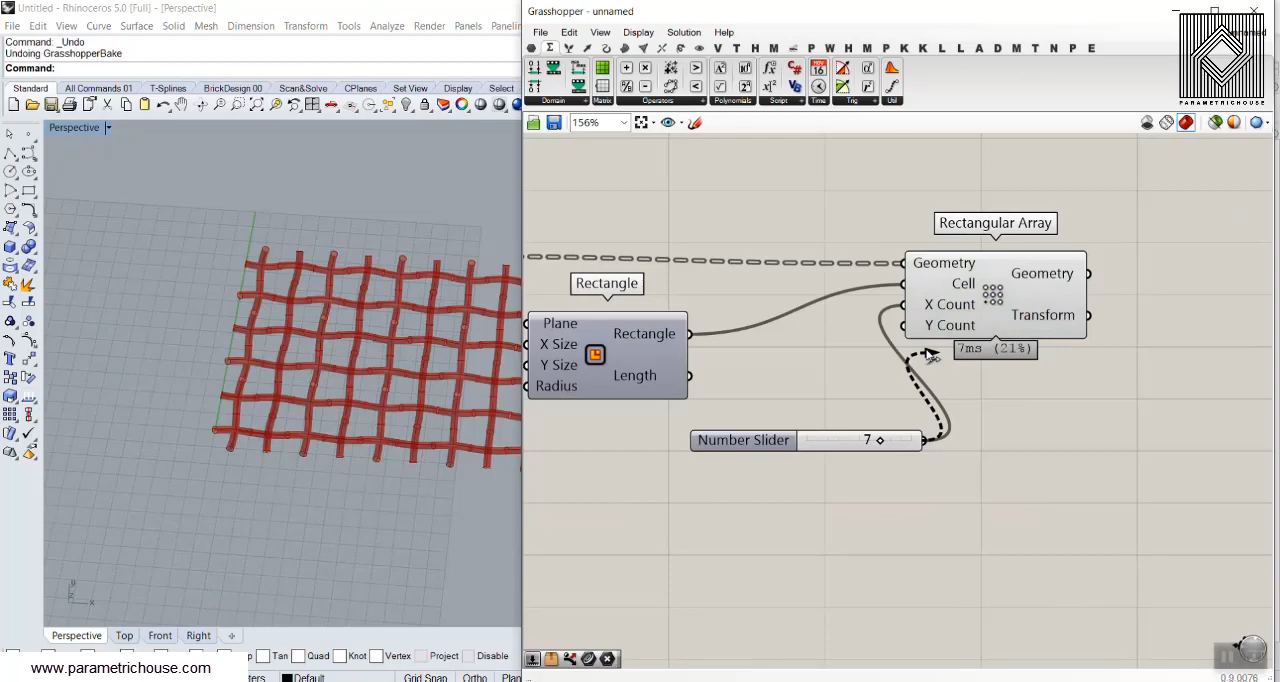 Untitled - Rhinoceros 5.0 [Full] - [Perspective]
File Edit View Curve Surface Solid Mesh Dimension Transform Tools Analyze Render Panels Paneling
Command: _Undo
Undoing GrasshopperBake
Command:
Standard All Commands 01 T-Splines BrickDesign 00 Scan&Solve CPlanes Set View Display Select
Perspective
Perspective Top Front Right
Tan Quad Knot Vertex Project Disable
Default Grid Snap Ortho
www.parametrichouse.com
Grasshopper - unnamed
File Edit View Display Solution Help
V T H M P W H M P K K L L A D M T N P E
Domain Matrix Operators Polynomials Script Time Trig Util
156%
PARAMETRICHOUSE
Rectangular Array
Geometry
Cell
X Count
Y Count
Geometry
Transform
7ms (21%)
Rectangle
Plane
X Size
Y Size
Radius
Rectangle
Length
Number Slider 7
y
z
x
0.9.0076